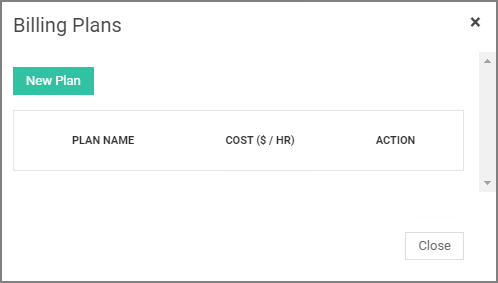 Billing Plans
×
New Plan
PLAN NAME COST ($ / HR) ACTION
Close